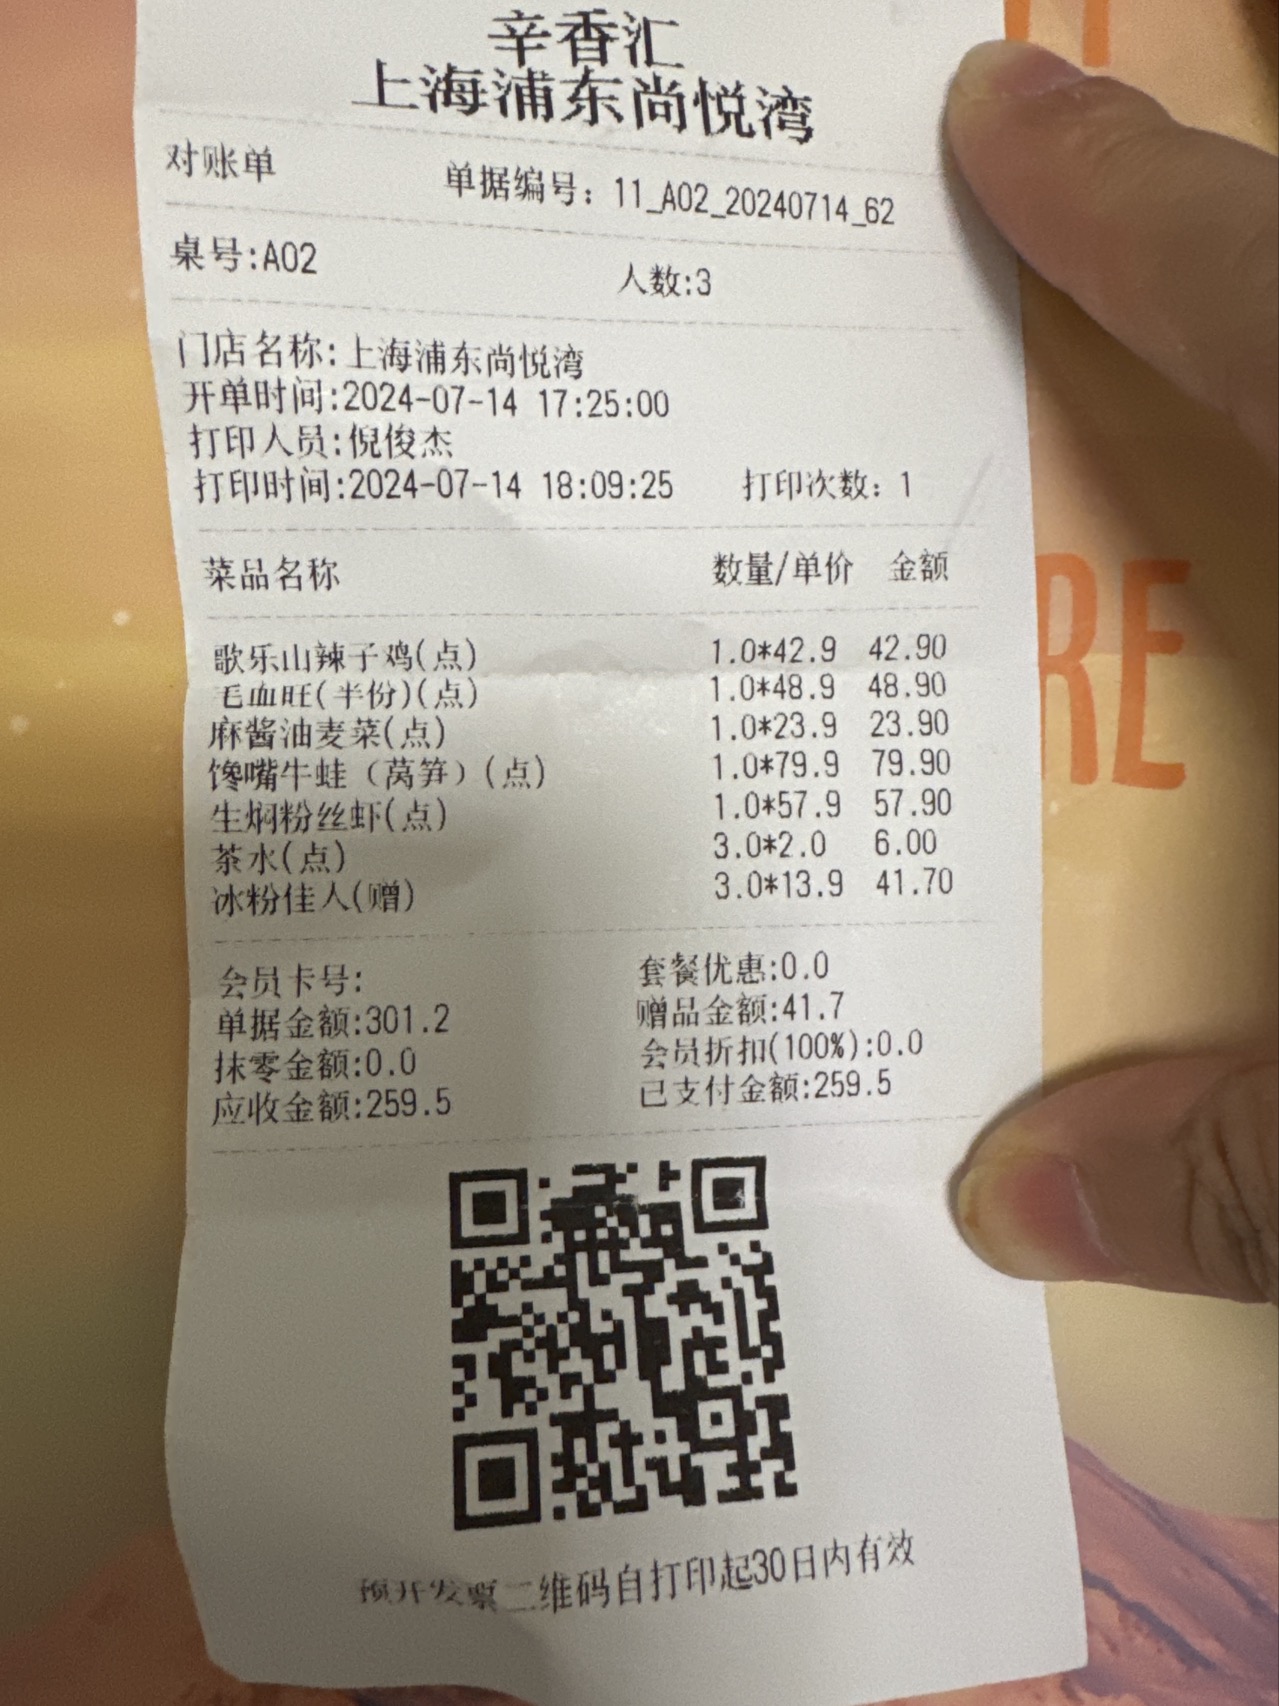 辛香汇
上海浦东尚悦湾
对账单 单据编号：11_A02_20240714_62
桌号:A02 人数:3
门店名称:上海浦东尚悦湾
开单时间:2024-07-14 17:25:00
打印人员:倪俊杰
打印时间:2024-07-14 18:09:25 打印次数：1
菜品名称 数量/单价 金额
歌乐山辣子鸡(点) 1.0*42.9 42.90
毛血旺(半份)(点) 1.0*48.9 48.90
麻酱油麦菜(点) 1.0*23.9 23.90
馋嘴牛蛙（莴笋）(点) 1.0*79.9 79.90
生焖粉丝虾(点) 1.0*57.9 57.90
茶水(点) 3.0*2.0 6.00
冰粉佳人(赠) 3.0*13.9 41.70
会员卡号: 套餐优惠:0.0
单据金额:301.2 赠品金额:41.7
抹零金额:0.0 会员折扣(100%):0.0
应收金额:259.5 已支付金额:259.5
预开发票二维码自打印起30日内有效
RE